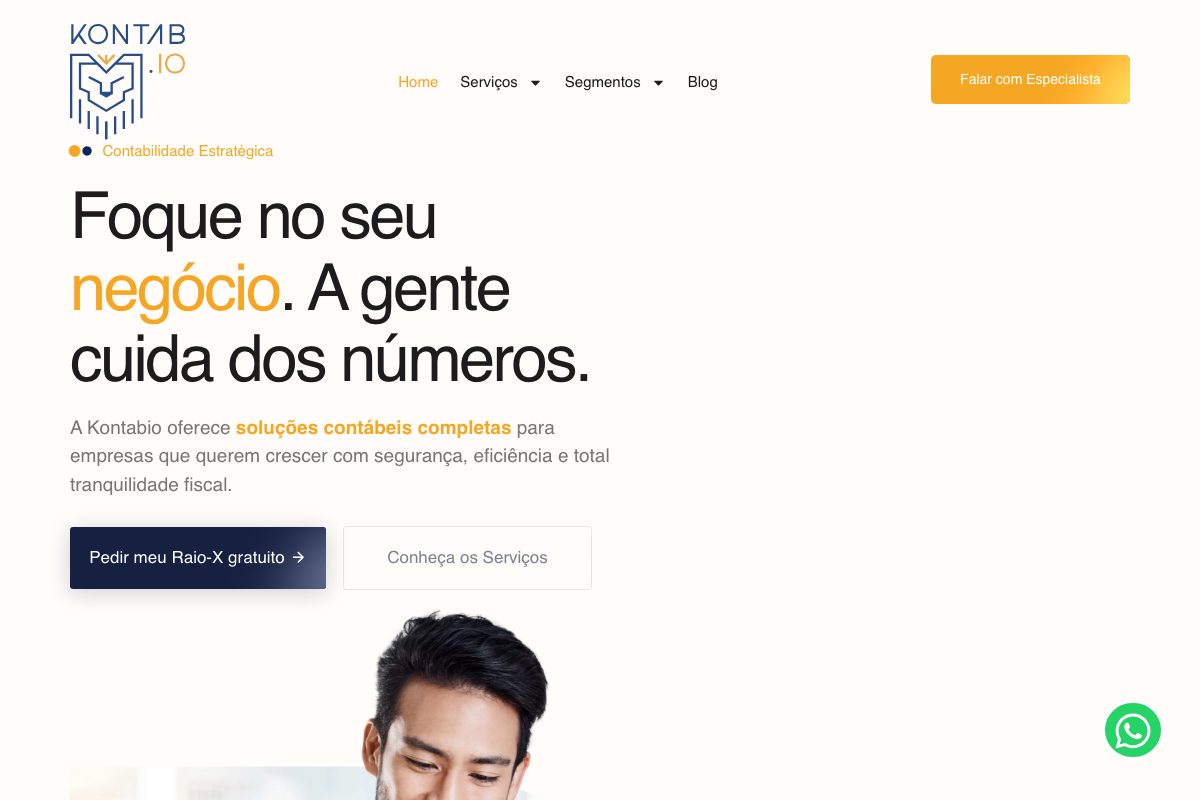 KONTAB
.IO
Home
Serviços
Segmentos
Blog
Falar com Especialista
Contabilidade Estratégica
Foque no seu
negócio. A gente
cuida dos números.
A Kontabio oferece soluções contábeis completas para
empresas que querem crescer com segurança, eficiência e total
tranquilidade fiscal.
Pedir meu Raio-X gratuito →
Conheça os Serviços